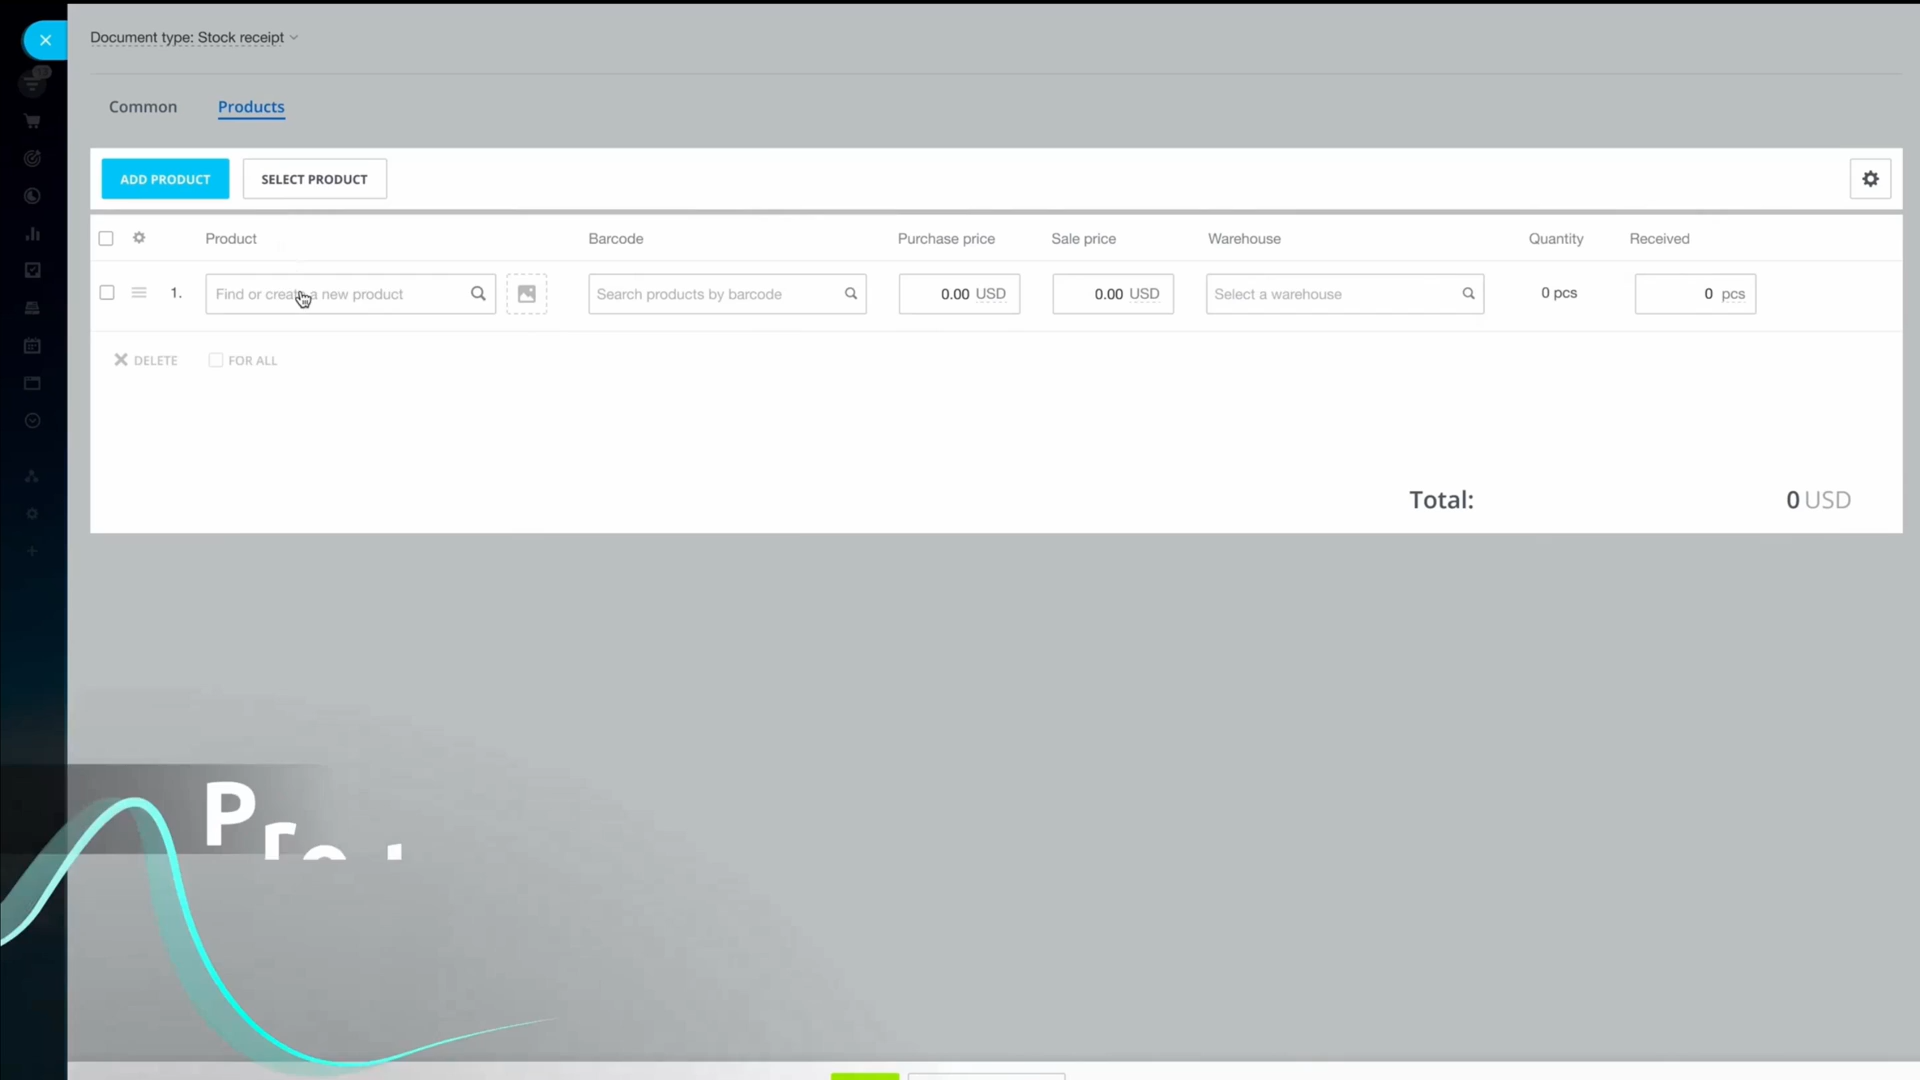 Document type: Stock receipt
Common Products
ADD PRODUCT SELECT PRODUCT
Product Barcode Purchase price Sale price Warehouse Quantity Received
1. Find or create a new product Search products by barcode 0.00 USD 0.00 USD Select a warehouse 0 pcs 0 pcs
DELETE FOR ALL
Total: 0 USD